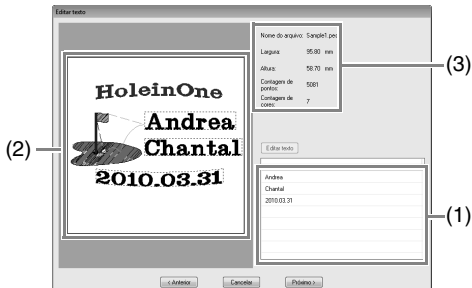 Editar texto
HoleinOne
Andrea
Chantal
2010.03.31
Nome do arquivo: Sample1.pes
Largura: 95.80 mm
Altura: 58.70 mm
Contagem de pontos: 5081
Contagem de cores: 7
Editar texto
Andrea
Chantal
2010.03.31
< Anterior
Cancelar
Próximo >
(1)
(2)
(3)